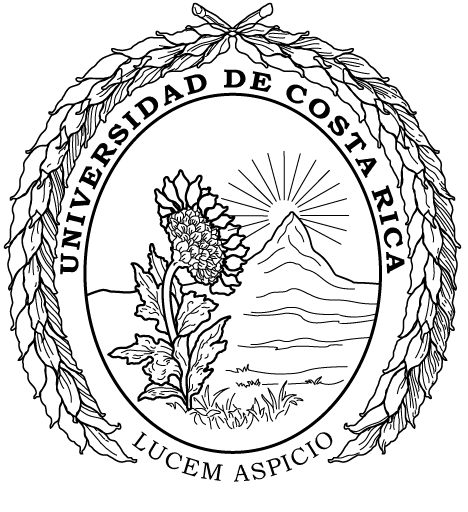 UNIVERSIDAD DE COSTA RICA
LUCEM ASPICIO